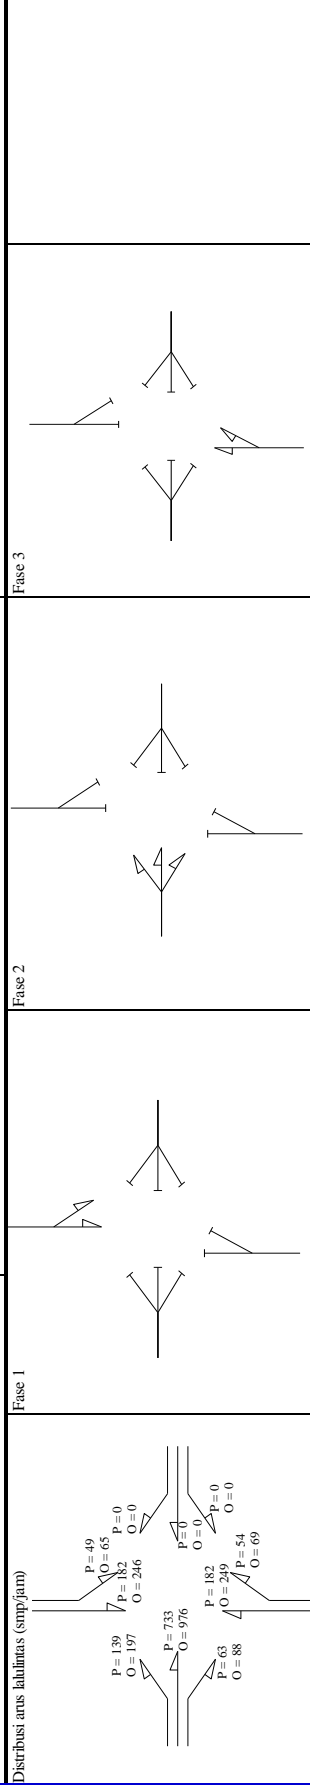 Distribusi arus lalulintas (smp/jam)
P = 139
O = 197
P = 733
O = 976
P = 63
O = 88
P = 49
O = 65
P = 182
O = 246
P = 0
O = 0
P = 0
O = 0
P = 0
O = 0
P = 182
O = 249
P = 54
O = 69
Fase 1
Fase 2
Fase 3